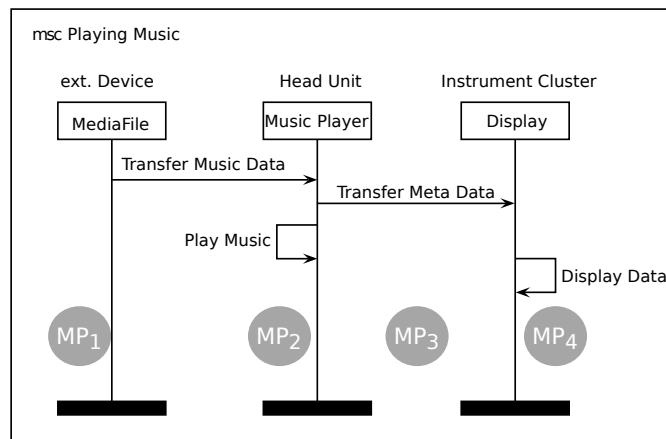 msc Playing Music
ext. Device Head Unit Instrument Cluster
MediaFile Music Player Display
Transfer Music Data
Transfer Meta Data
Play Music
Display Data
MP1 MP2 MP3 MP4